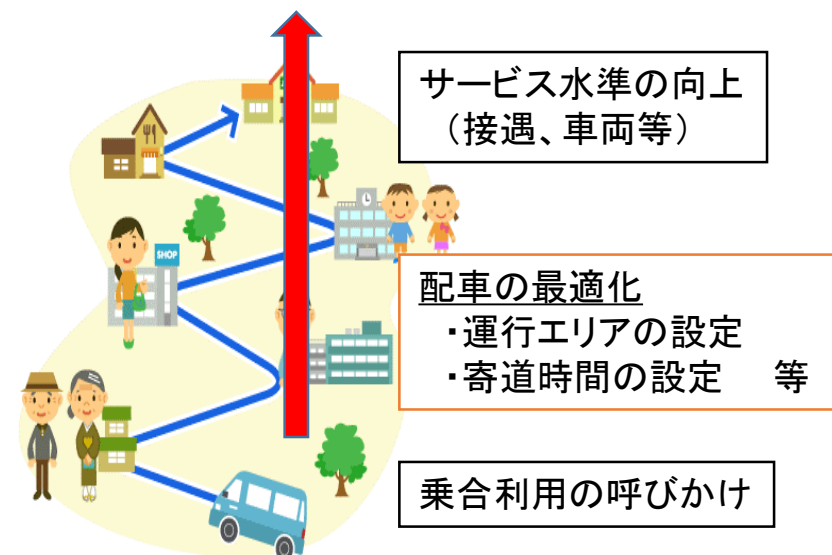 サービス水準の向上
（接遇、車両等）
SHOP
配車の最適化
・運行エリアの設定
・寄道時間の設定　等
乗合利用の呼びかけ